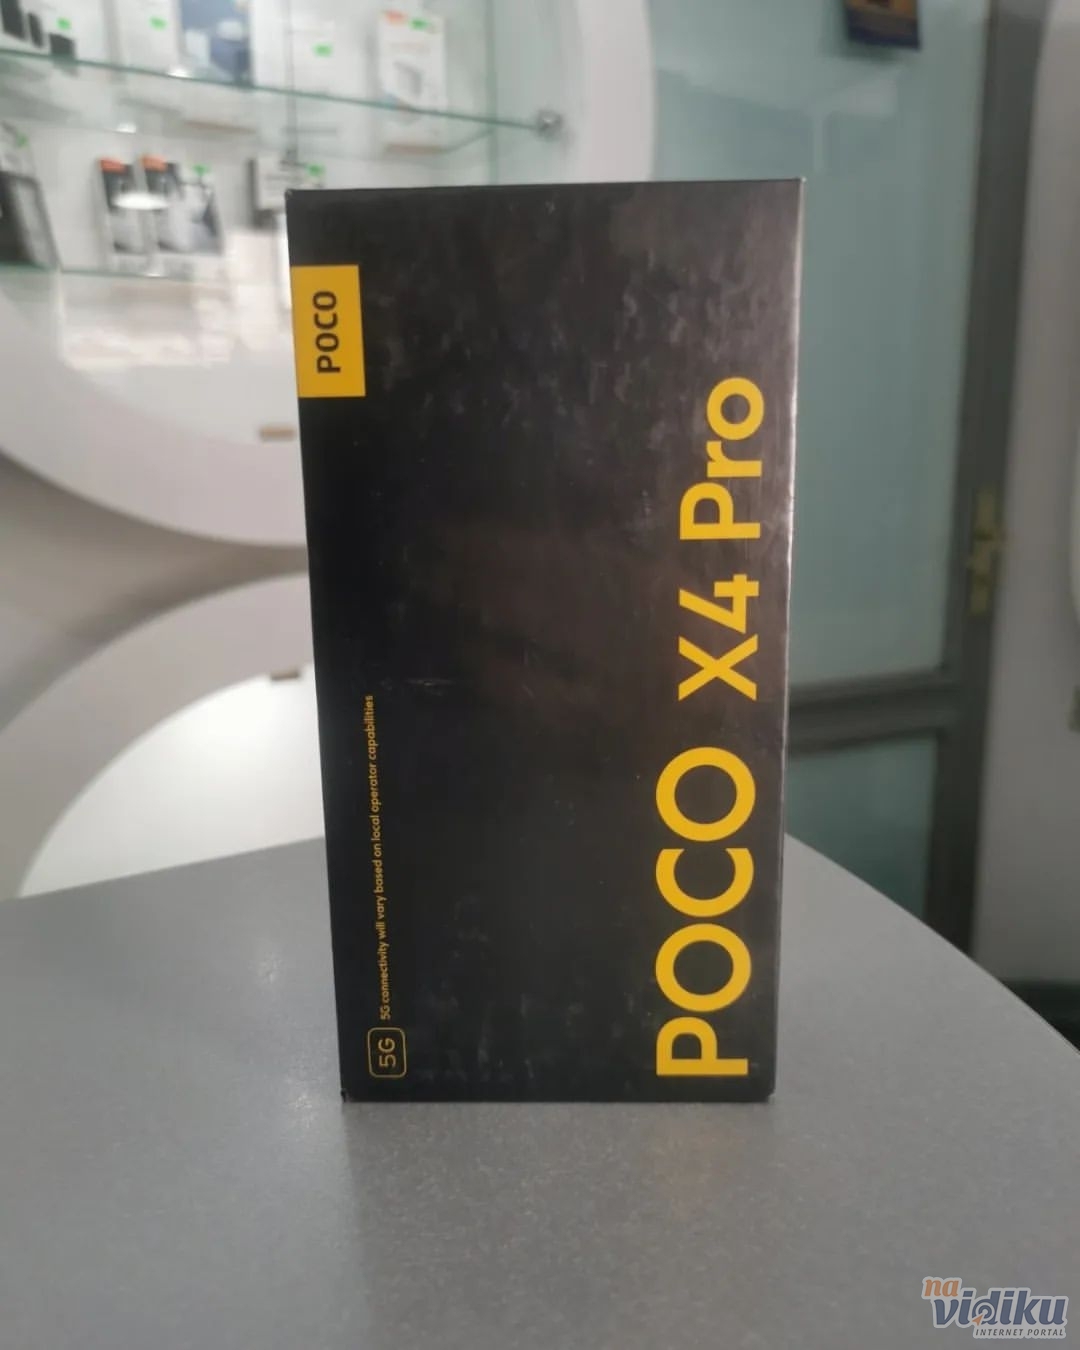 POCO
POCO X4 Pro
5G
5G connectivity will vary based on local operator capabilities
na
vidiku
INTERNET PORTAL